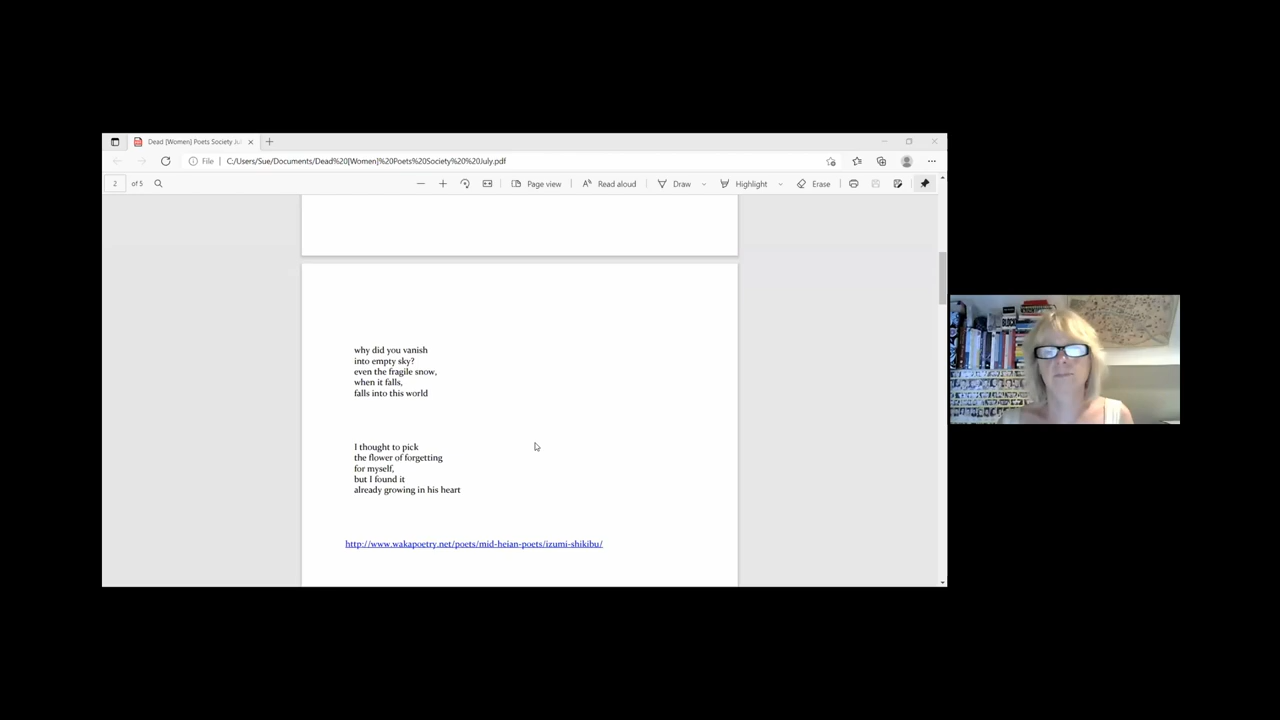 Dead [Women] Poets Society Ju
File
C:/Users/Sue/Documents/Dead%20[Women]%20Poets%20Society%20%20July.pdf
2 of 5
Page view
Read aloud
Draw
Highlight
Erase
why did you vanish
into empty sky?
even the fragile snow,
when it falls,
falls into this world
I thought to pick
the flower of forgetting
for myself,
but I found it
already growing in his heart
http://www.wakapoetry.net/poets/mid-heian-poets/izumi-shikibu/